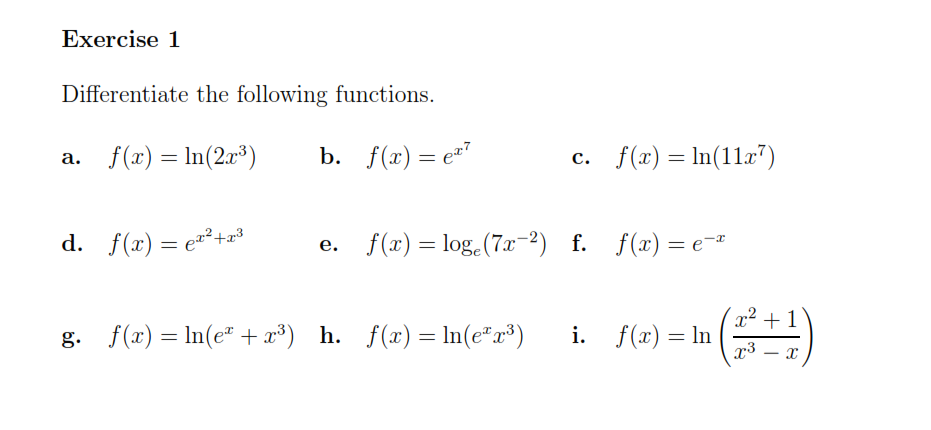 Exercise 1
Differentiate the following functions.
a. f(x) = ln(2x³) b. f(x) = e^{x⁷} c. f(x) = ln(11x⁷)
d. f(x) = e^{x²+x³} e. f(x) = logₑ(7x⁻²) f. f(x) = e⁻ˣ
g. f(x) = ln(eˣ + x³) h. f(x) = ln(eˣx³) i. f(x) = ln((x² + 1)/(x³ − x))